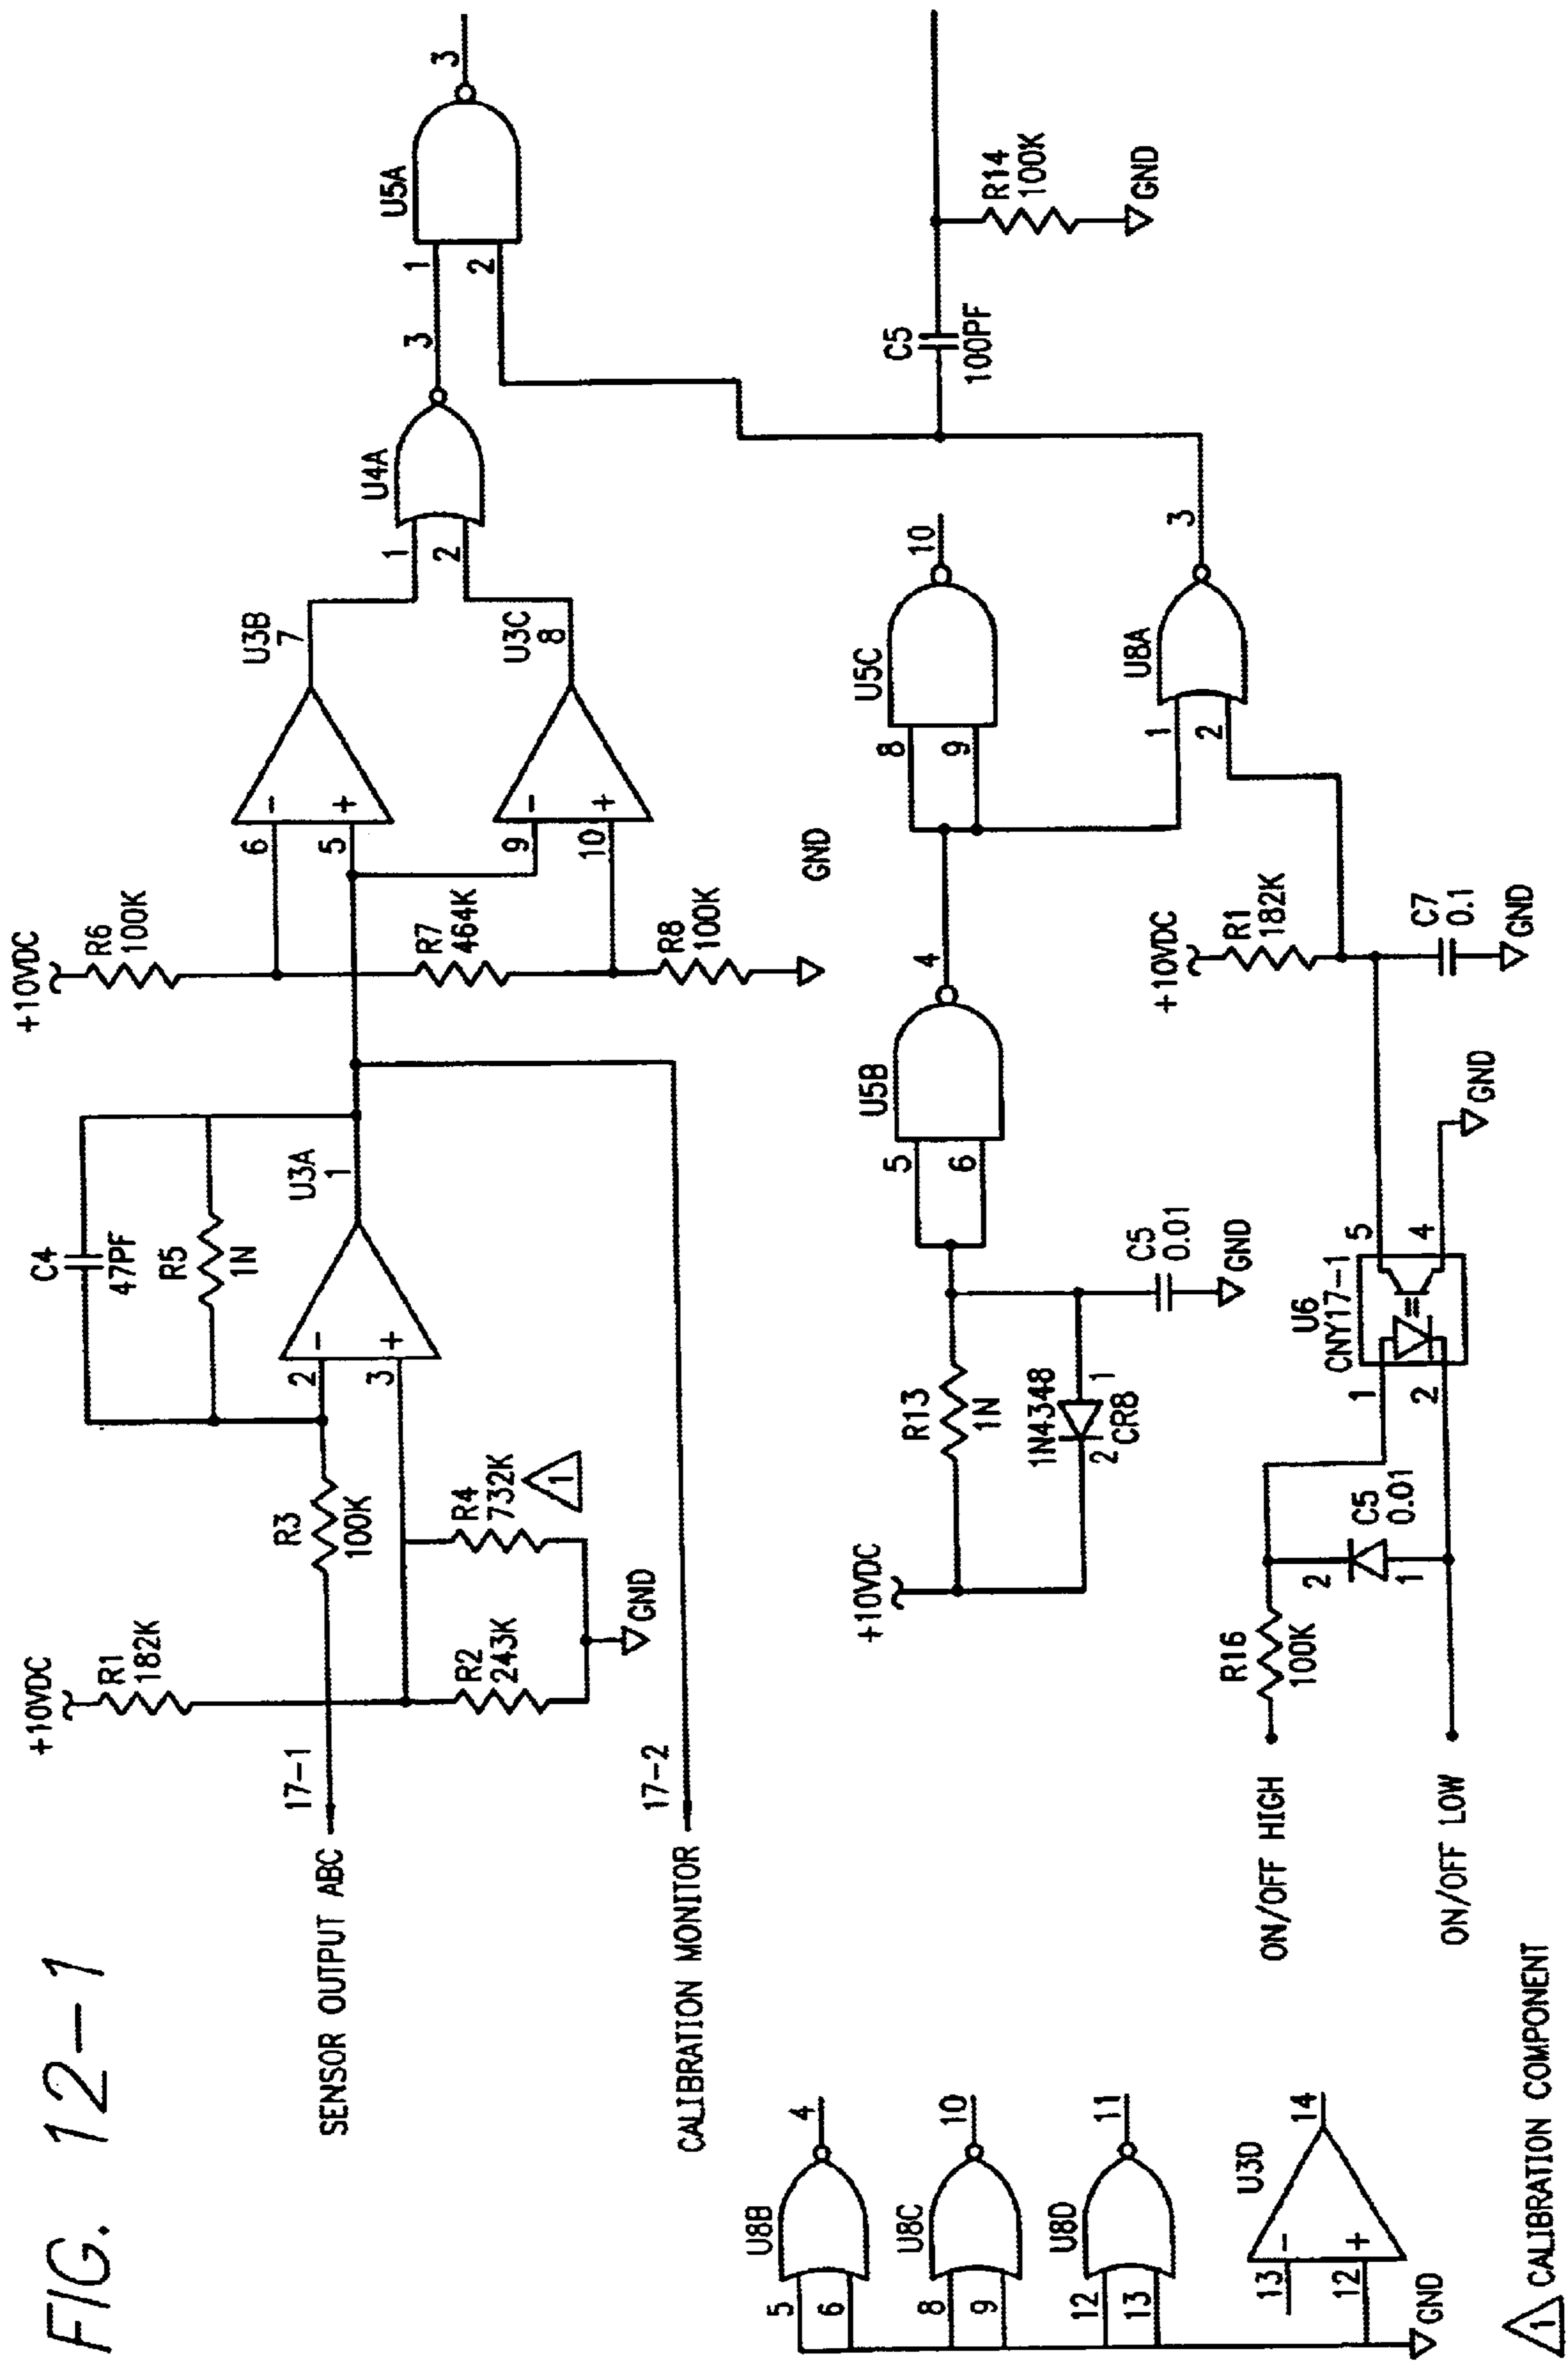 FIG. 12-1
+10VDC
R1
182K
SENSOR OUTPUT ABC
17-1
R3
100K
R2
243K
R4
732K
1
GND
C4
47PF
R5
1N
2
3
-
+
U3A
1
CALIBRATION MONITOR
17-2
+10VDC
R6
100K
R7
464K
R8
100K
GND
6
5
-
+
U3B
7
9
10
-
+
U3C
8
1
2
U4A
3
1
2
U5A
3
+10VDC
R13
1N
1N4348
1
2
CR8
C5
0.01
GND
5
6
U5B
4
8
9
U5C
10
1
2
U8A
3
C5
100PF
R14
100K
GND
ON/OFF HIGH
ON/OFF LOW
R16
100K
2
1
C5
0.01
1
2
U6
CNY17-1
5
4
GND
+10VDC
R1
182K
C7
0.1
GND
U8B
5
6
4
U8C
8
9
10
U8D
12
13
11
U3D
13
12
-
+
14
GND
1 CALIBRATION COMPONENT